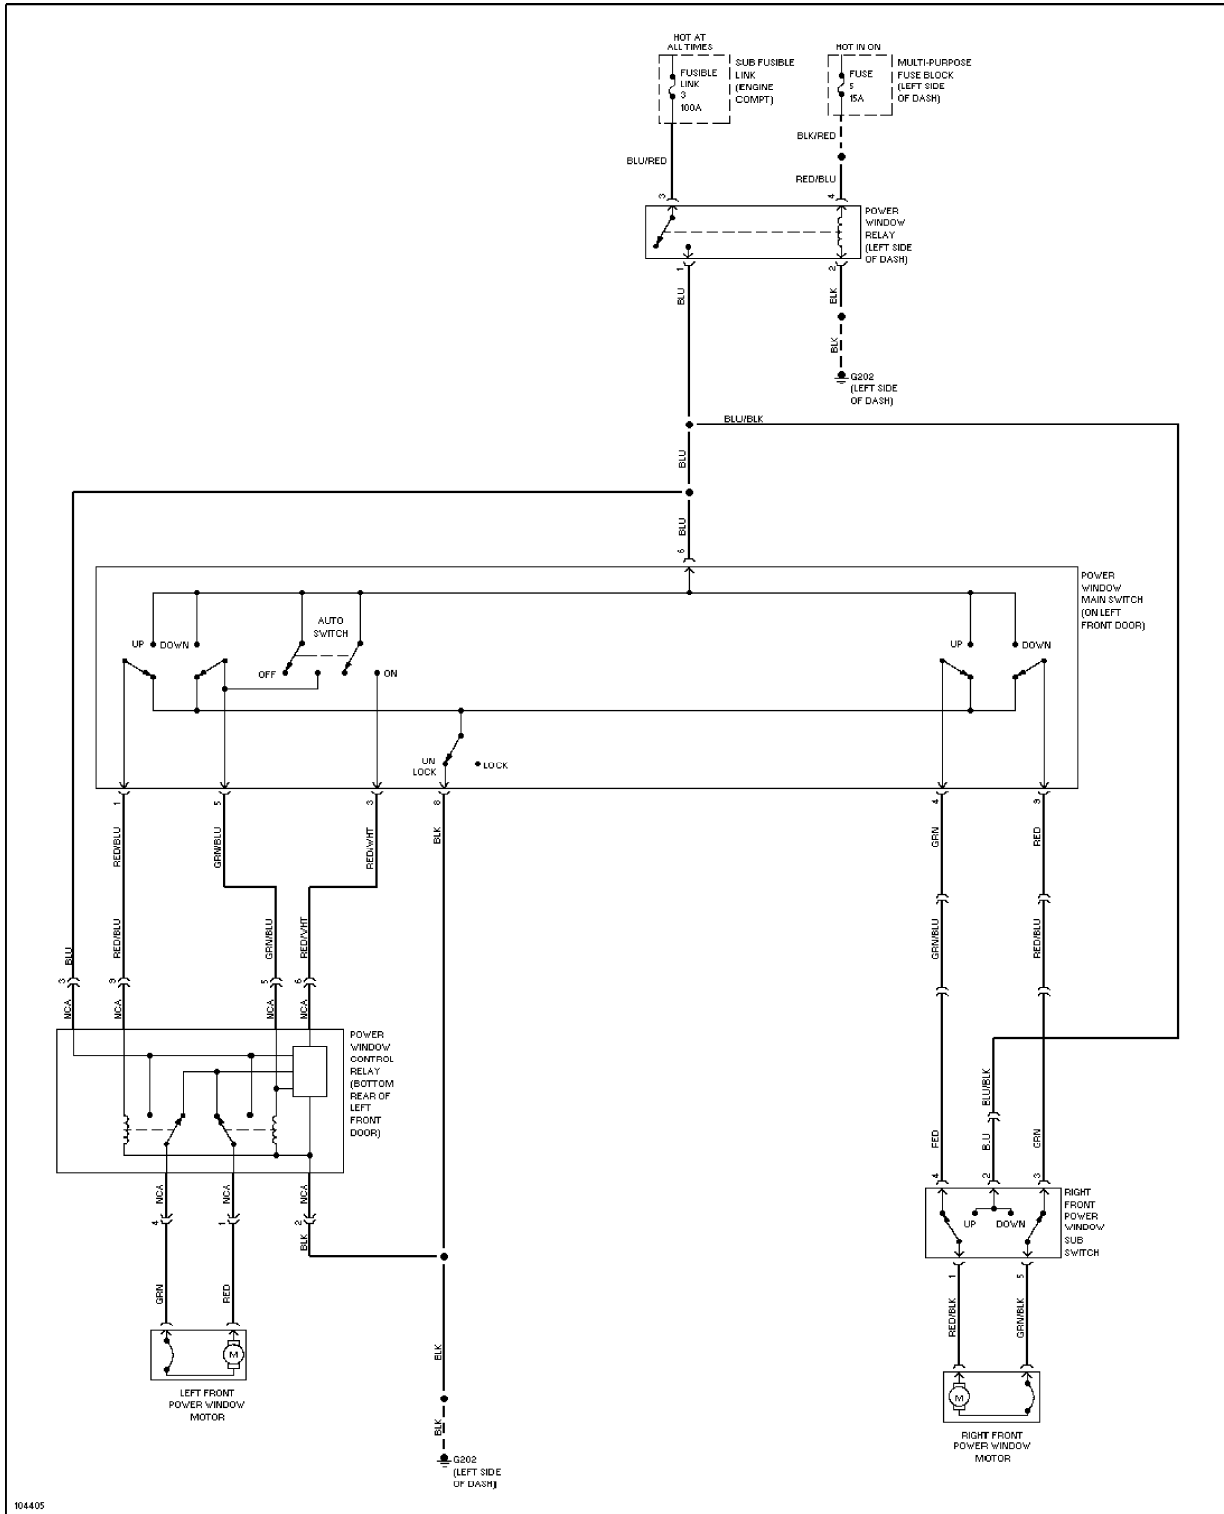 HOT AT
ALL TIMES
HOT IN ON
FUSIBLE
LINK
3
100A
SUB FUSIBLE
LINK
(ENGINE
COMPT)
FUSE
5
15A
MULTI-PURPOSE
FUSE BLOCK
(LEFT SIDE
OF DASH)
BLK/RED
BLU/RED
RED/BLU
3
4
POWER
WINDOW
RELAY
(LEFT SIDE
OF DASH)
1
2
BLU
BLK
BLK
G202
(LEFT SIDE
OF DASH)
BLU/BLK
BLU
BLU
6
POWER
WINDOW
MAIN SWITCH
(ON LEFT
FRONT DOOR)
AUTO
SWITCH
UP
DOWN
OFF
ON
UP
DOWN
UN
LOCK
LOCK
1
5
3
8
4
9
RED/BLU
GRN/BLU
RED/WHT
BLK
GRN
RED
BLU
RED/BLU
GRN/BLU
RED/WHT
GRN/BLU
RED/BLU
3
9
5
6
NCA
NCA
NCA
NCA
POWER
WINDOW
CONTROL
RELAY
(BOTTOM
REAR OF
LEFT
FRONT
DOOR)
BLU/BLK
RED
BLU
GRN
4
2
3
RIGHT
FRONT
POWER
WINDOW
SUB
SWITCH
UP
DOWN
NCA
NCA
NCA
4
1
2
BLK
1
5
GRN
RED
RED/BLK
GRN/BLK
M
LEFT FRONT
POWER WINDOW
MOTOR
BLK
BLK
G202
(LEFT SIDE
OF DASH)
M
RIGHT FRONT
POWER WINDOW
MOTOR
104405